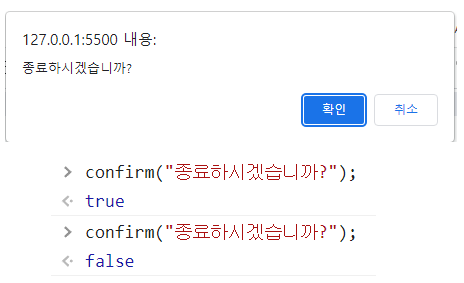 127.0.0.1:5500 내용:
종료하시겠습니까?
확인 취소
> confirm("종료하시겠습니까?");
true
> confirm("종료하시겠습니까?");
false